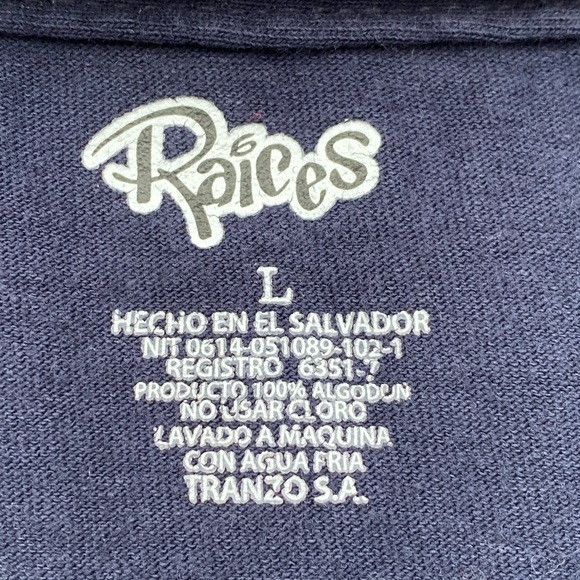 Raíces
L
HECHO EN EL SALVADOR
NIT 0614-051089-102-1
REGISTRO 6351-7
PRODUCTO 100% ALGODON
NO USAR CLORO
LAVADO A MAQUINA
CON AGUA FRIA
TRANZO S.A.